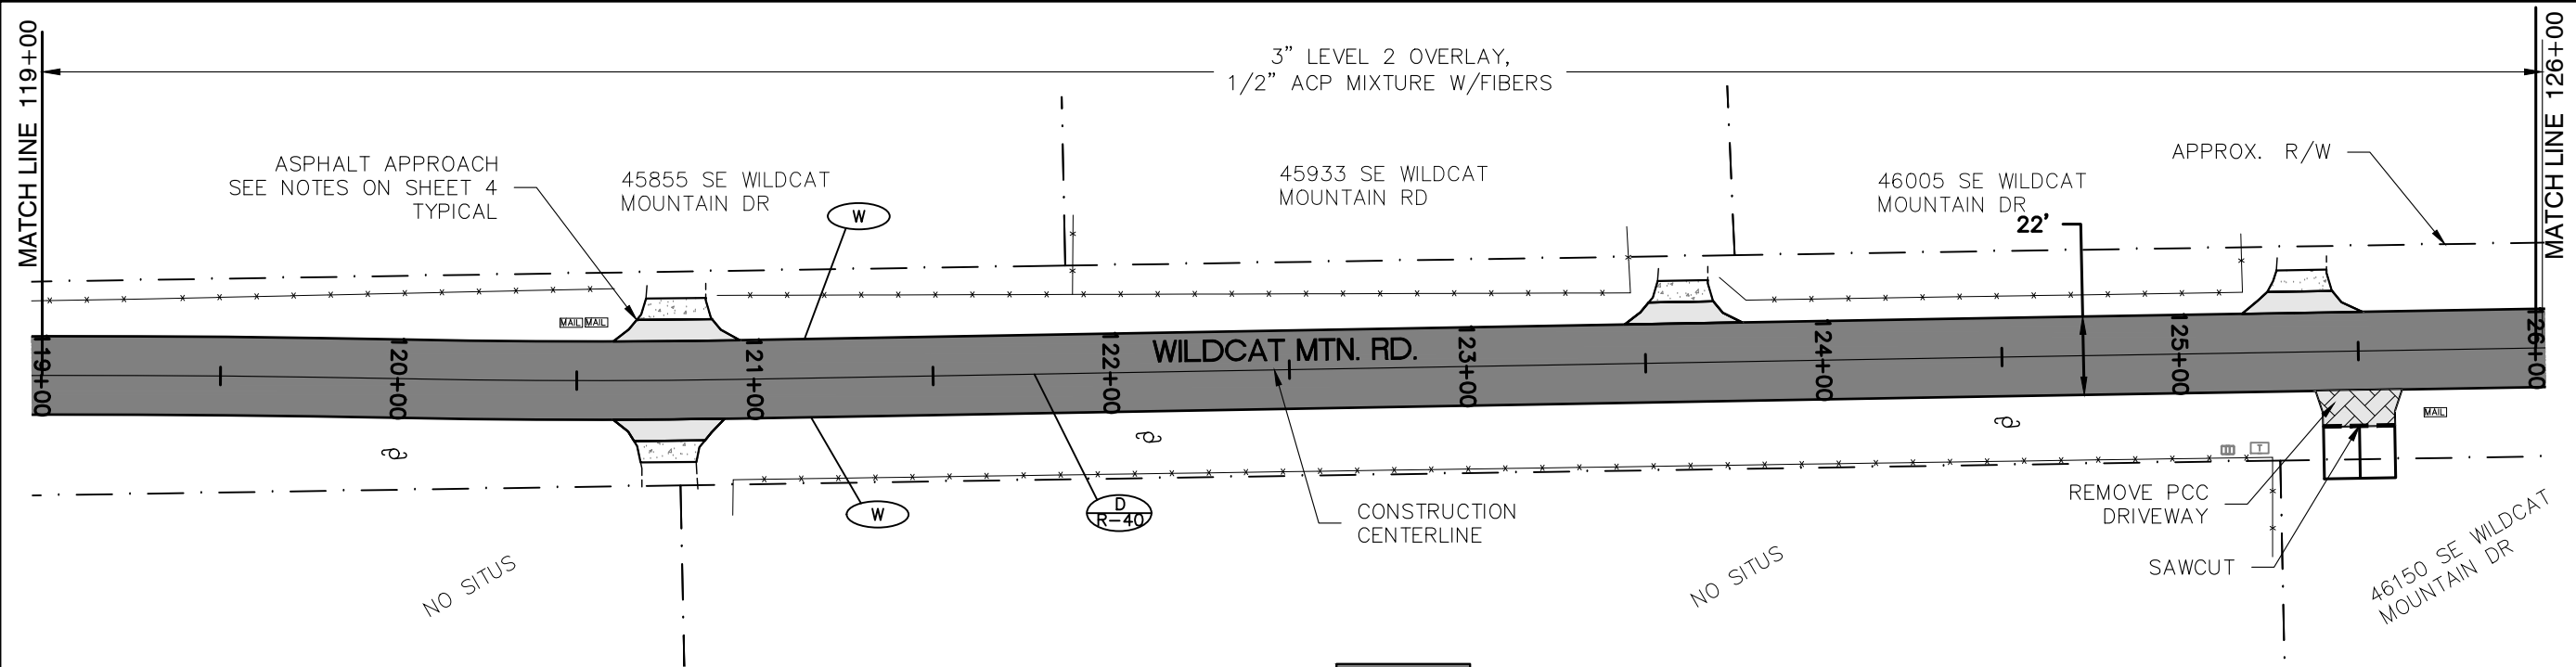 MATCH LINE 119+00
3” LEVEL 2 OVERLAY,
1/2” ACP MIXTURE W/FIBERS
MATCH LINE 126+00
ASPHALT APPROACH
SEE NOTES ON SHEET 4
TYPICAL
45855 SE WILDCAT
MOUNTAIN DR
W
45933 SE WILDCAT
MOUNTAIN RD
46005 SE WILDCAT
MOUNTAIN DR
22’
APPROX. R/W
MAIL
MAIL
119+00
120+00
121+00
122+00
WILDCAT MTN. RD.
123+00
124+00
125+00
126+00
MAIL
T
W
D
R-40
CONSTRUCTION
CENTERLINE
REMOVE PCC
DRIVEWAY
SAWCUT
NO SITUS
NO SITUS
46150 SE WILDCAT
MOUNTAIN DR